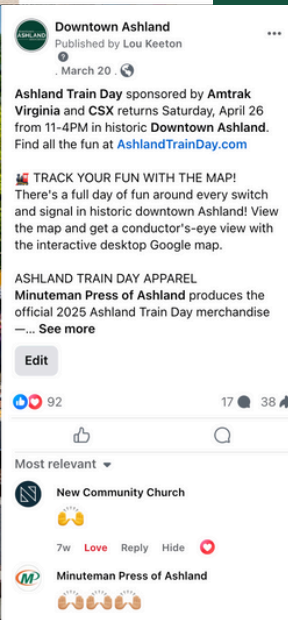 ASHLAND
Downtown Ashland
Published by Lou Keeton
. March 20 .
Ashland Train Day sponsored by Amtrak
Virginia and CSX returns Saturday, April 26
from 11-4PM in historic Downtown Ashland.
Find all the fun at AshlandTrainDay.com
🚂 TRACK YOUR FUN WITH THE MAP!
There's a full day of fun around every switch
and signal in historic downtown Ashland! View
the map and get a conductor's-eye view with
the interactive desktop Google map.
ASHLAND TRAIN DAY APPAREL
Minuteman Press of Ashland produces the
official 2025 Ashland Train Day merchandise
—... See more
Edit
92 17 38
Most relevant
New Community Church
🙌
7w Love Reply Hide
Minuteman Press of Ashland
🙌🏼🙌🏼🙌🏼